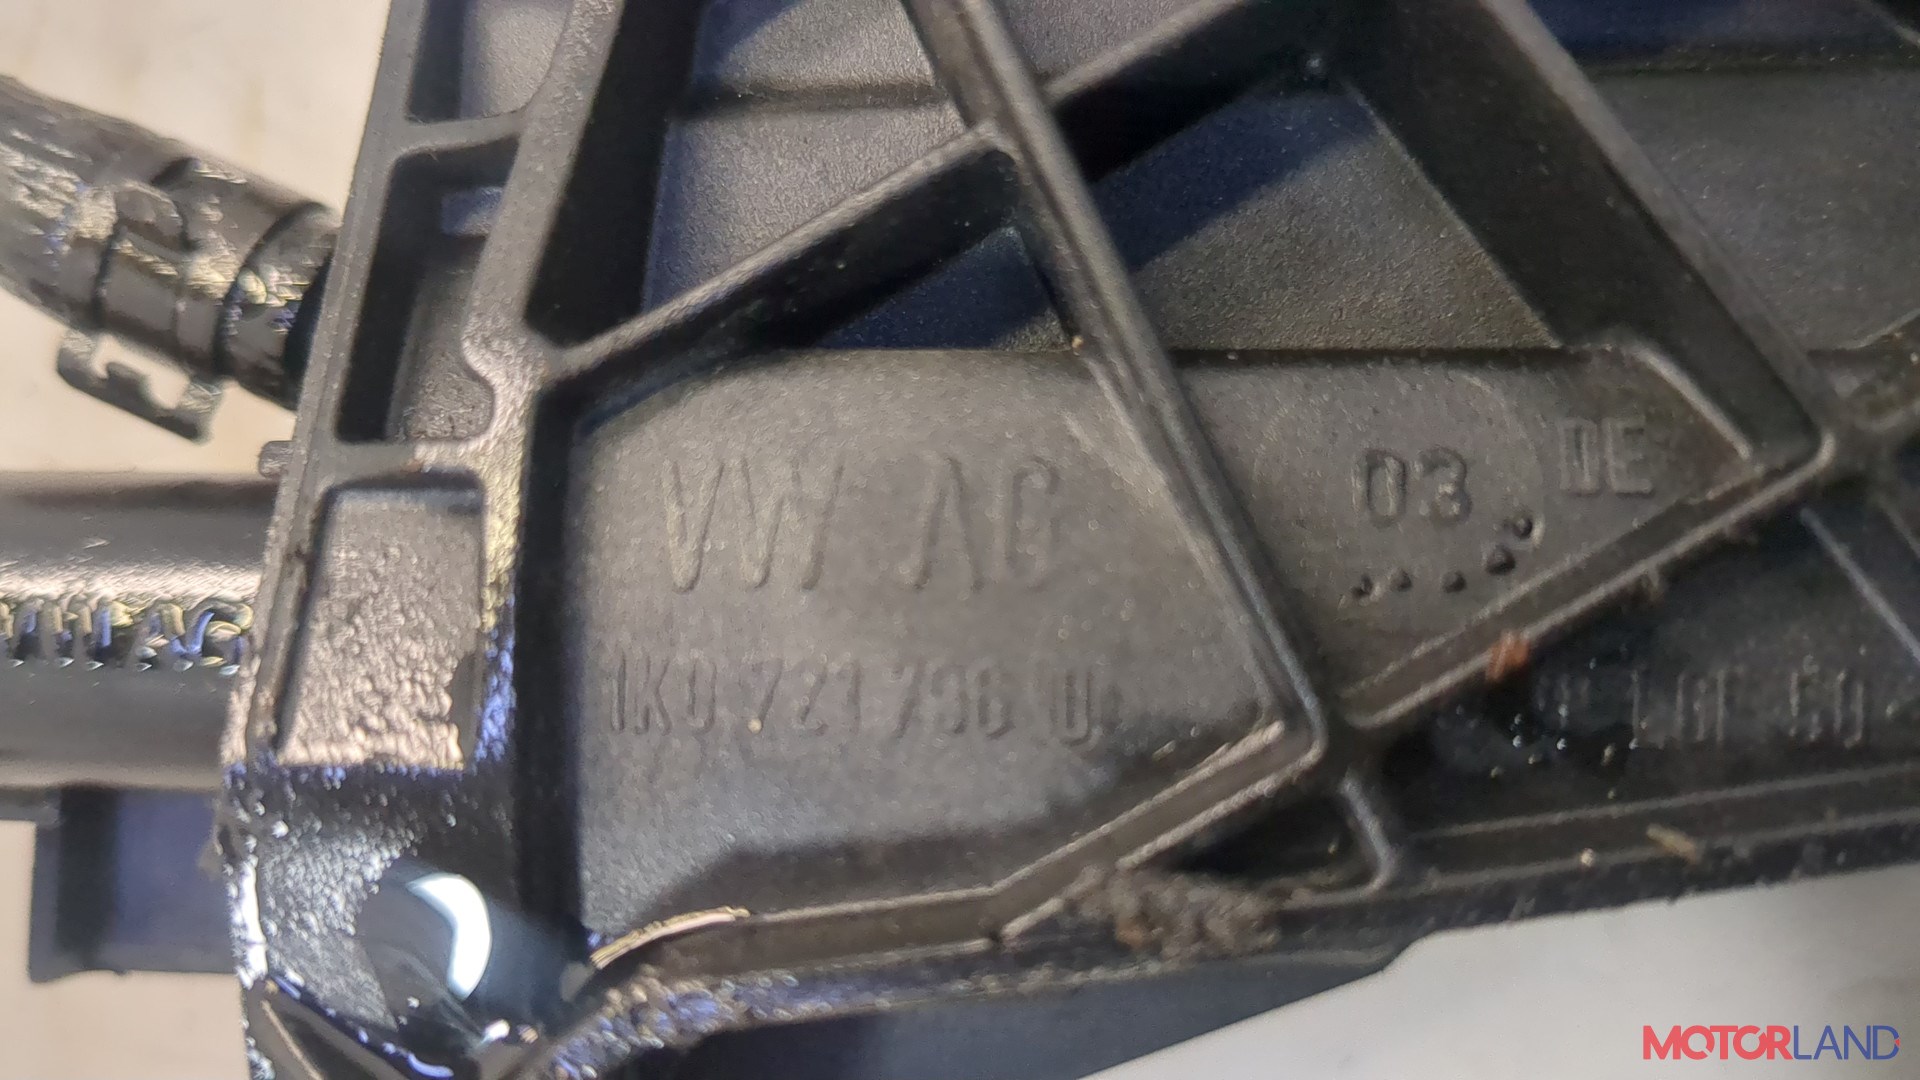 VW AG
03
DE
1K0 721 796
MOTORLAND